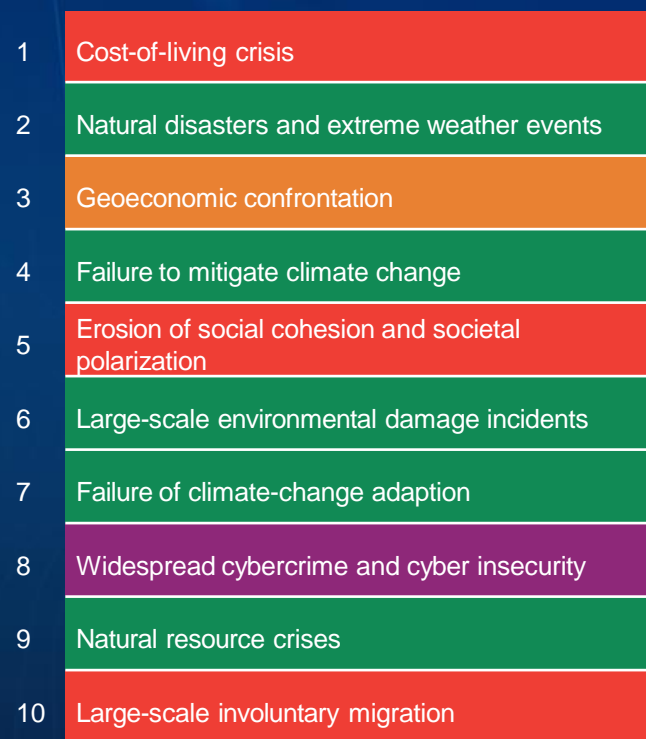 1 Cost-of-living crisis
2 Natural disasters and extreme weather events
3 Geoeconomic confrontation
4 Failure to mitigate climate change
5 Erosion of social cohesion and societal
polarization
6 Large-scale environmental damage incidents
7 Failure of climate-change adaption
8 Widespread cybercrime and cyber insecurity
9 Natural resource crises
10 Large-scale involuntary migration